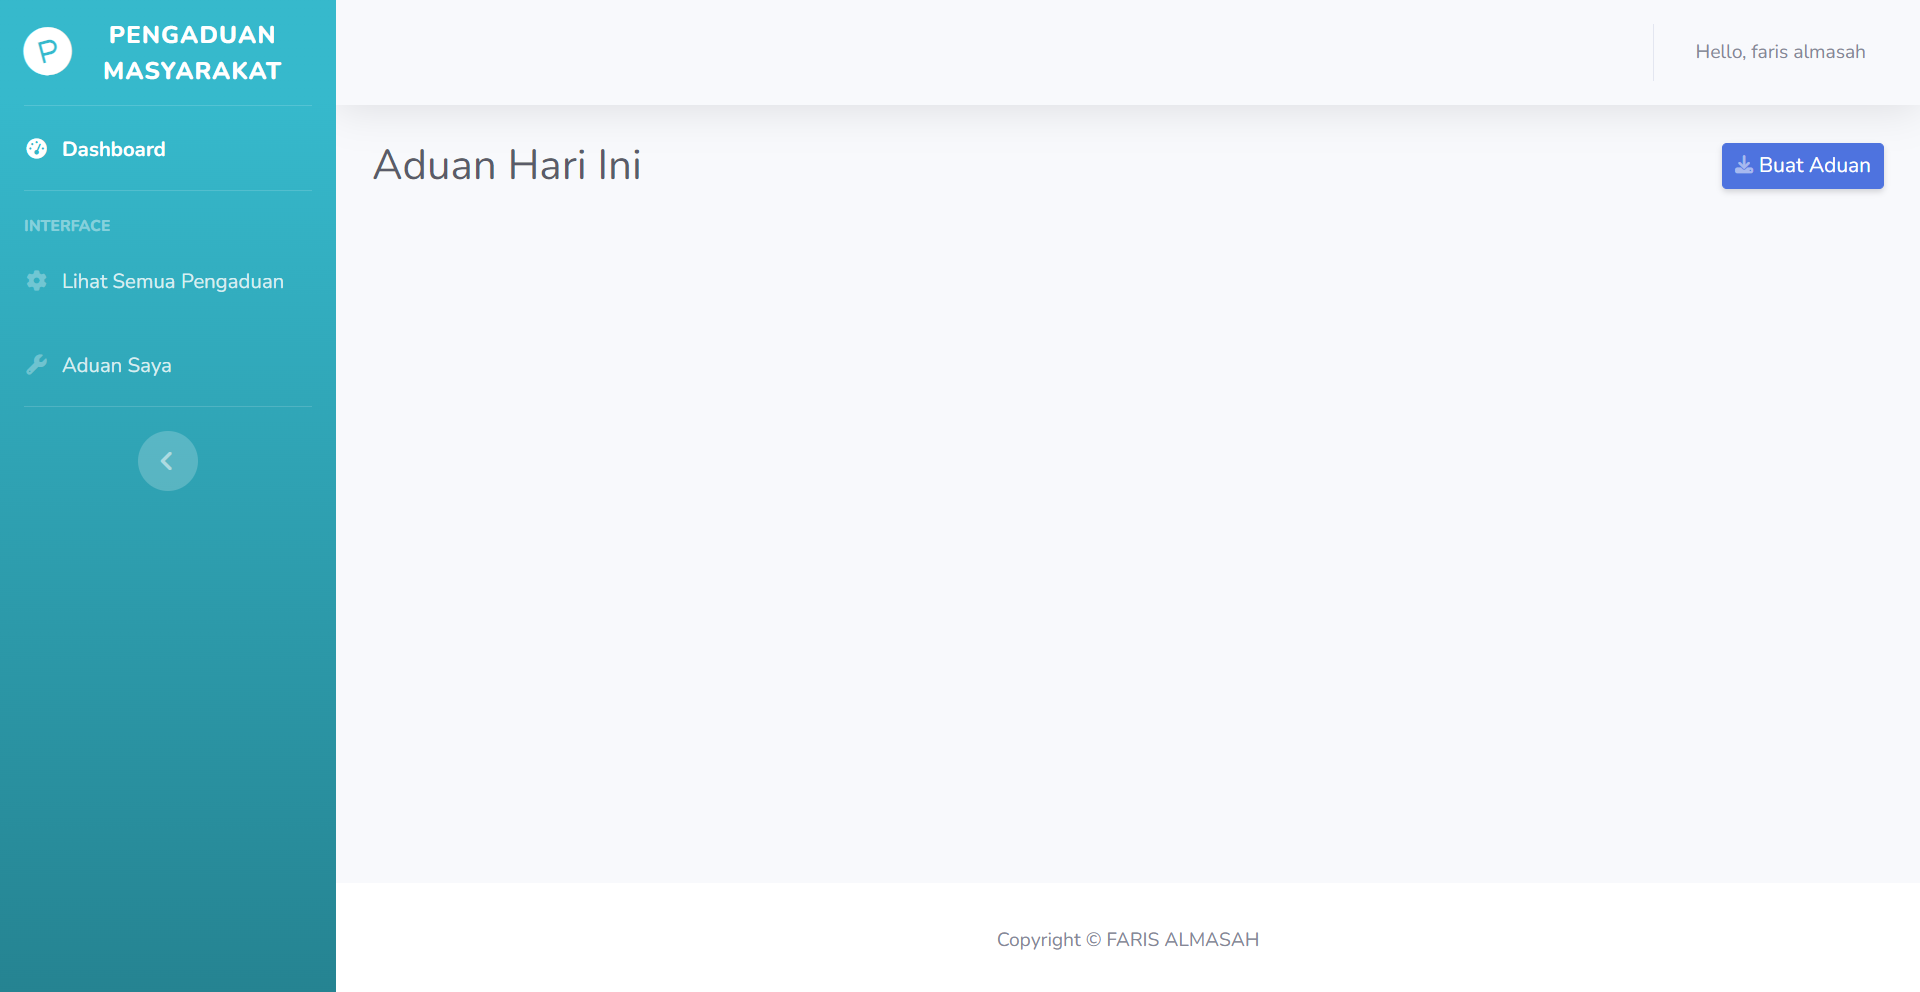 P
PENGADUAN
MASYARAKAT
Dashboard
INTERFACE
Lihat Semua Pengaduan
Aduan Saya
Hello, faris almasah
Aduan Hari Ini
Buat Aduan
Copyright © FARIS ALMASAH